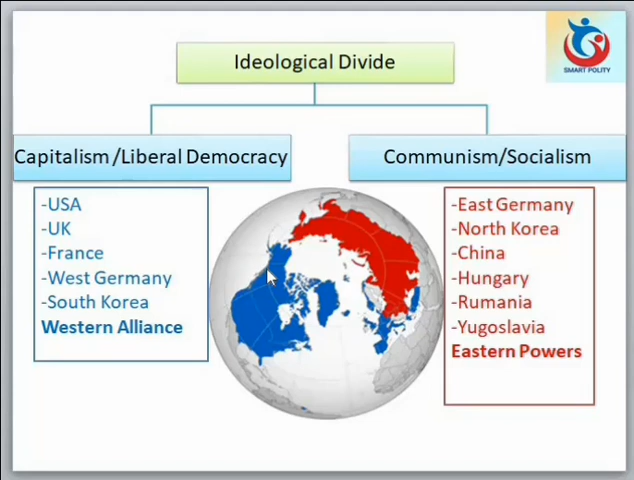 Ideological Divide
SMART POLITY
Capitalism/Liberal Democracy
Communism/Socialism
-USA
-UK
-France
-West Germany
-South Korea
Western Alliance
-East Germany
-North Korea
-China
-Hungary
-Rumania
-Yugoslavia
Eastern Powers